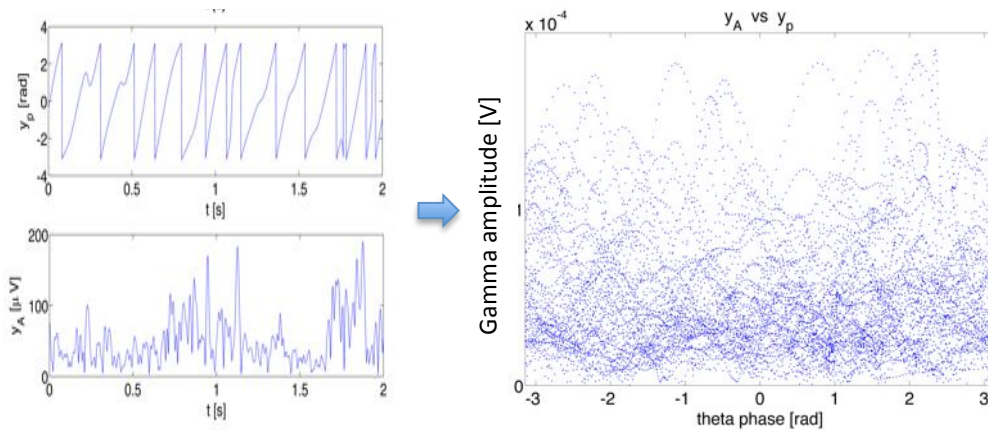 4
2
0
-2
-4
y_p [rad]
0 0.5 1 1.5 2
t [s]
200
100
0
y_A [μ V]
0 0.5 1 1.5 2
t [s]
y_A vs y_p
x 10^-4
1
0
Gamma amplitude [V]
-3 -2 -1 0 1 2 3
theta phase [rad]